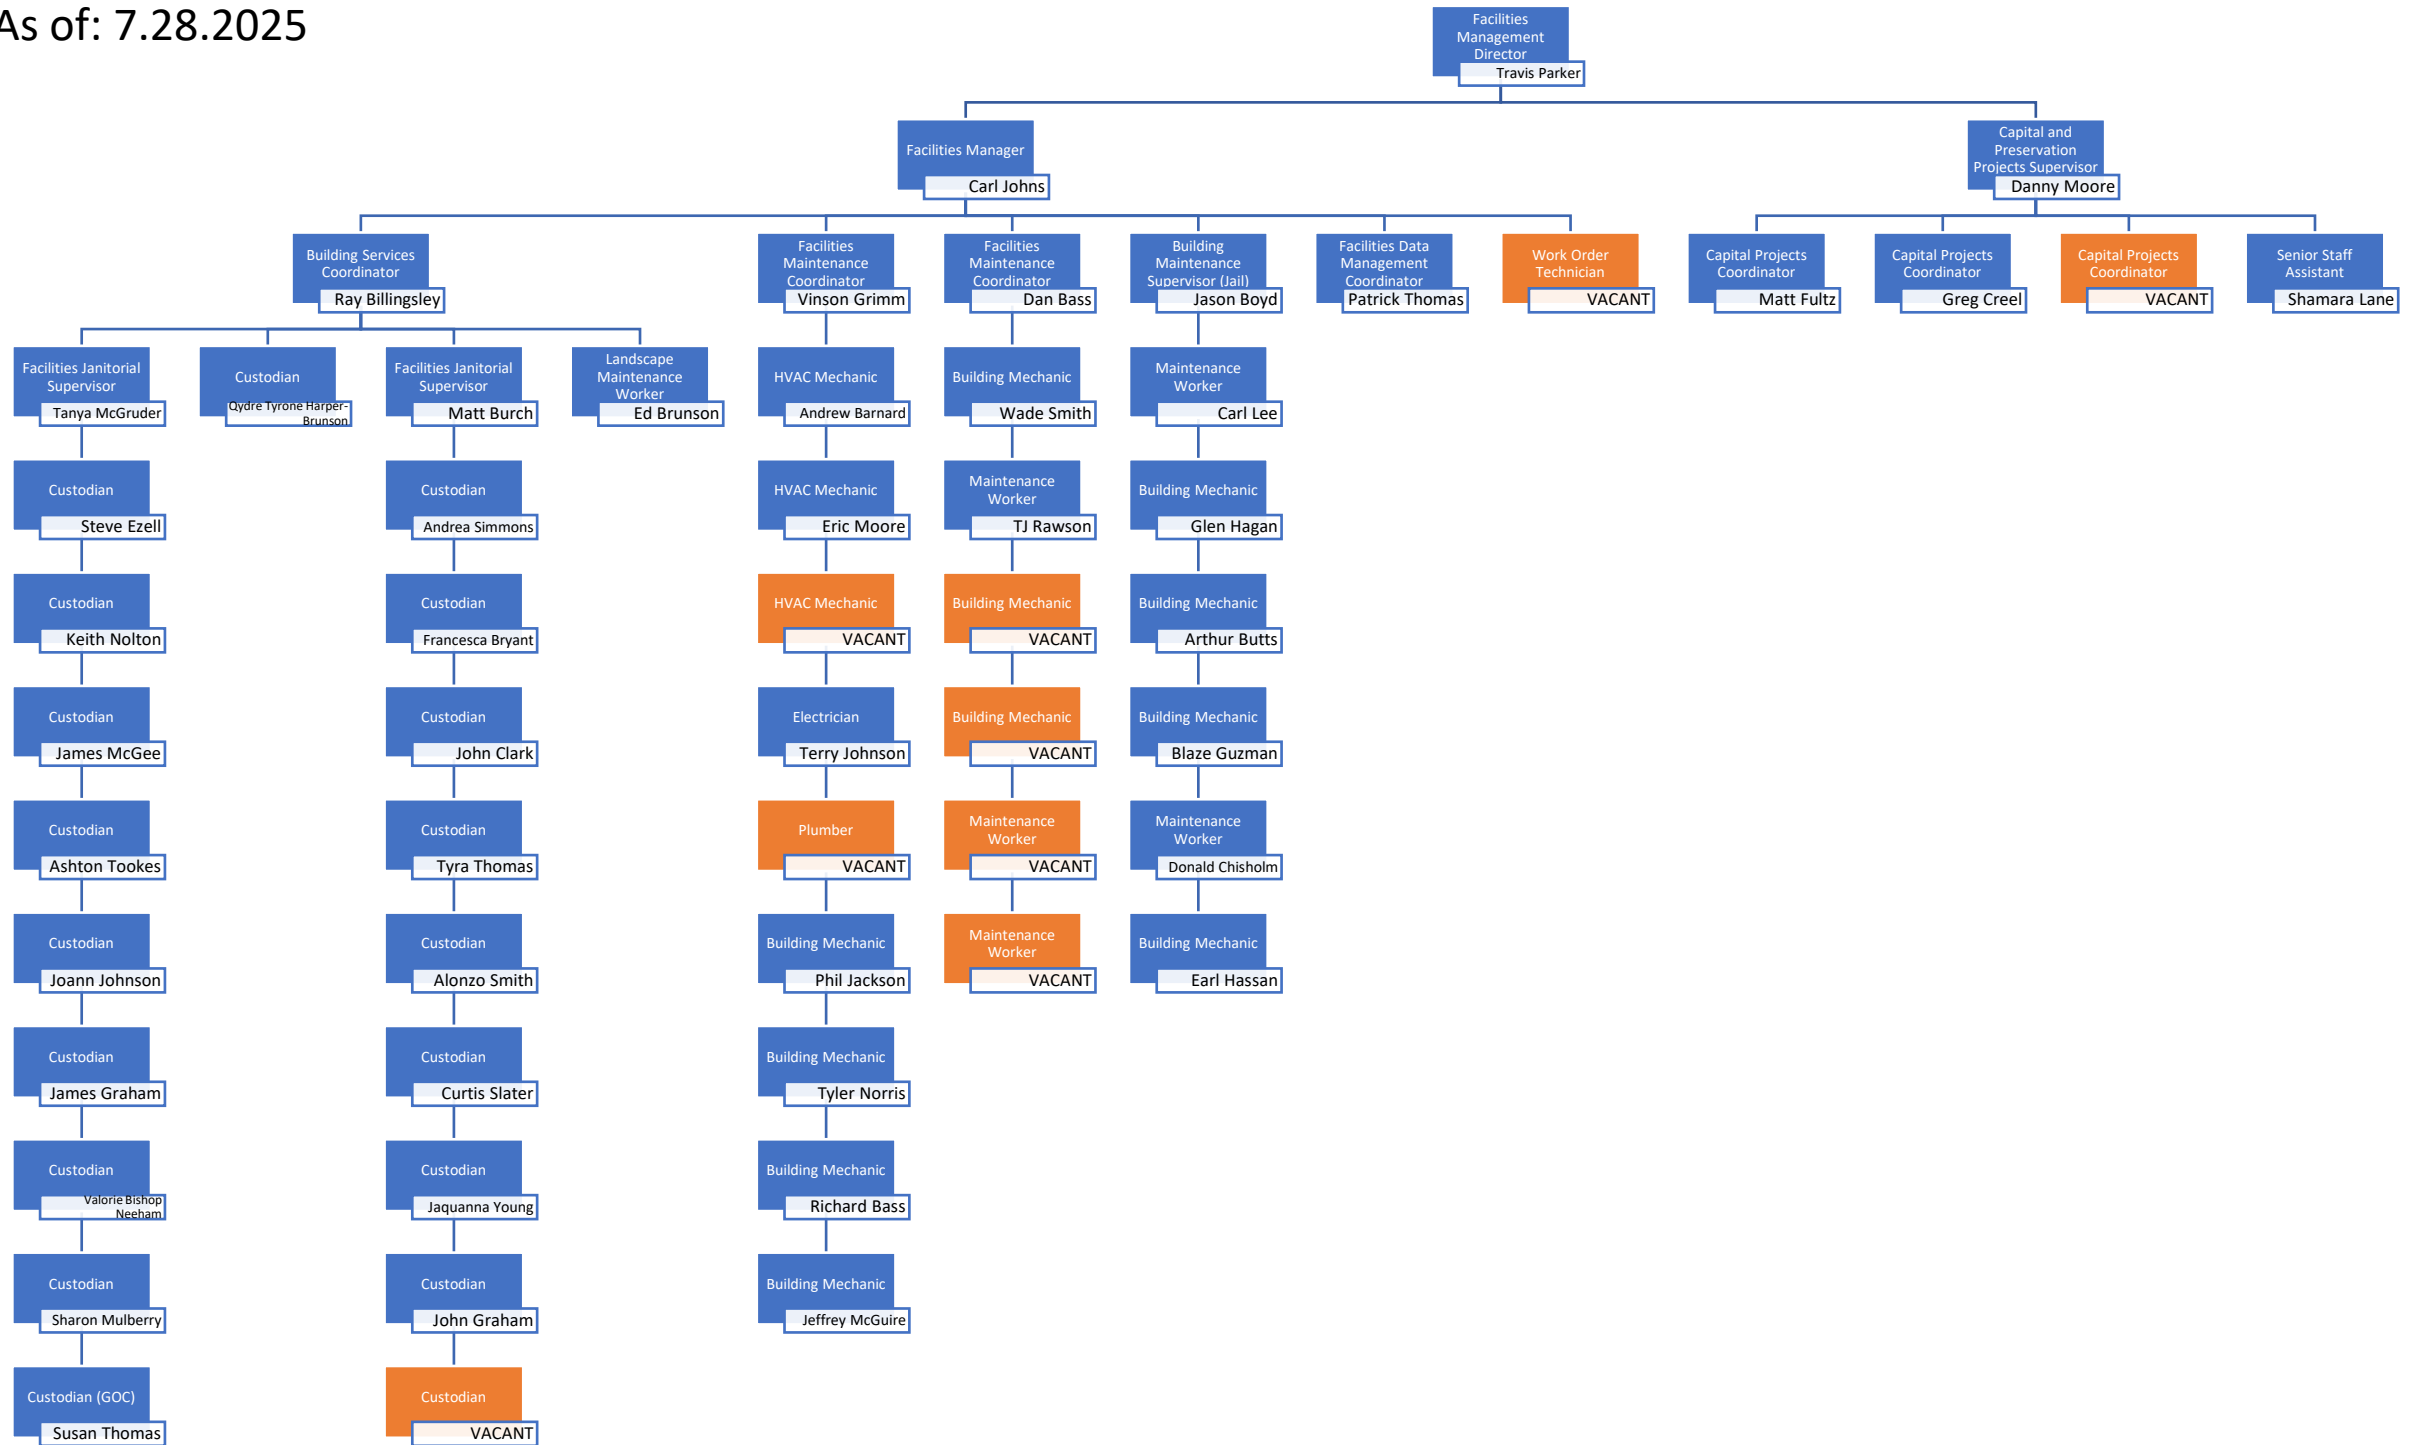 As of: 7.28.2025
Facilities
Management
Director
Travis Parker
Facilities Manager
Carl Johns
Capital and
Preservation
Projects Supervisor
Danny Moore
Building Services
Coordinator
Ray Billingsley
Facilities
Maintenance
Coordinator
Vinson Grimm
Facilities
Maintenance
Coordinator
Dan Bass
Building
Maintenance
Supervisor (Jail)
Jason Boyd
Facilities Data
Management
Coordinator
Patrick Thomas
Work Order
Technician
VACANT
Capital Projects
Coordinator
Matt Fultz
Capital Projects
Coordinator
Greg Creel
Capital Projects
Coordinator
VACANT
Senior Staff
Assistant
Shamara Lane
Facilities Janitorial
Supervisor
Tanya McGruder
Custodian
Qydre Tyrone Harper-
Brunson
Facilities Janitorial
Supervisor
Matt Burch
Landscape
Maintenance
Worker
Ed Brunson
HVAC Mechanic
Andrew Barnard
Building Mechanic
Wade Smith
Maintenance
Worker
Carl Lee
Custodian
Steve Ezell
Custodian
Andrea Simmons
HVAC Mechanic
Eric Moore
Maintenance
Worker
TJ Rawson
Building Mechanic
Glen Hagan
Custodian
Keith Nolton
Custodian
Francesca Bryant
HVAC Mechanic
VACANT
Building Mechanic
VACANT
Building Mechanic
Arthur Butts
Custodian
James McGee
Custodian
John Clark
Electrician
Terry Johnson
Building Mechanic
VACANT
Building Mechanic
Blaze Guzman
Custodian
Ashton Tookes
Custodian
Tyra Thomas
Plumber
VACANT
Maintenance
Worker
VACANT
Maintenance
Worker
Donald Chisholm
Custodian
Joann Johnson
Custodian
Alonzo Smith
Building Mechanic
Phil Jackson
Maintenance
Worker
VACANT
Building Mechanic
Earl Hassan
Custodian
James Graham
Custodian
Curtis Slater
Building Mechanic
Tyler Norris
Custodian
Valorie Bishop
Neeham
Custodian
Jaquanna Young
Building Mechanic
Richard Bass
Custodian
Sharon Mulberry
Custodian
John Graham
Building Mechanic
Jeffrey McGuire
Custodian (GOC)
Susan Thomas
Custodian
VACANT